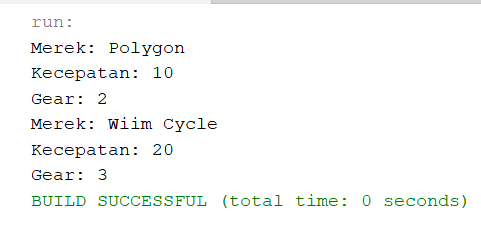 run:
Merek: Polygon
Kecepatan: 10
Gear: 2
Merek: Wiim Cycle
Kecepatan: 20
Gear: 3
BUILD SUCCESSFUL (total time: 0 seconds)